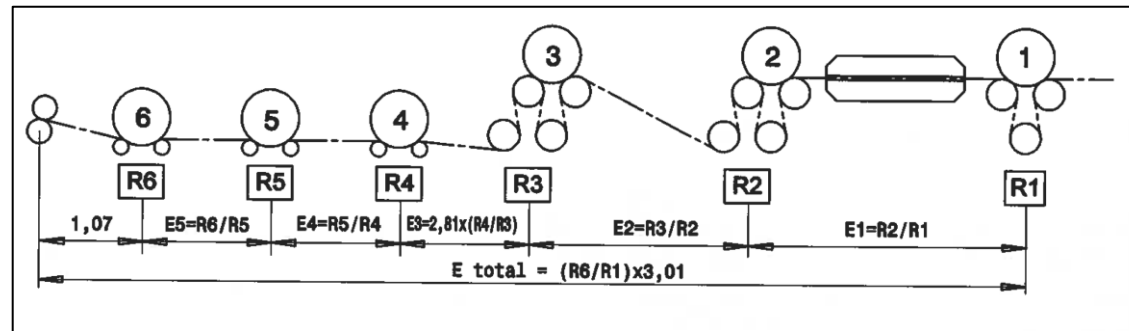 3 2 1
6 5 4
R6 R5 R4 R3 R2 R1
1,07 E5=R6/R5 E4=R5/R4 E3=2,81x(R4/R3) E2=R3/R2 E1=R2/R1
E total = (R6/R1)x3,01